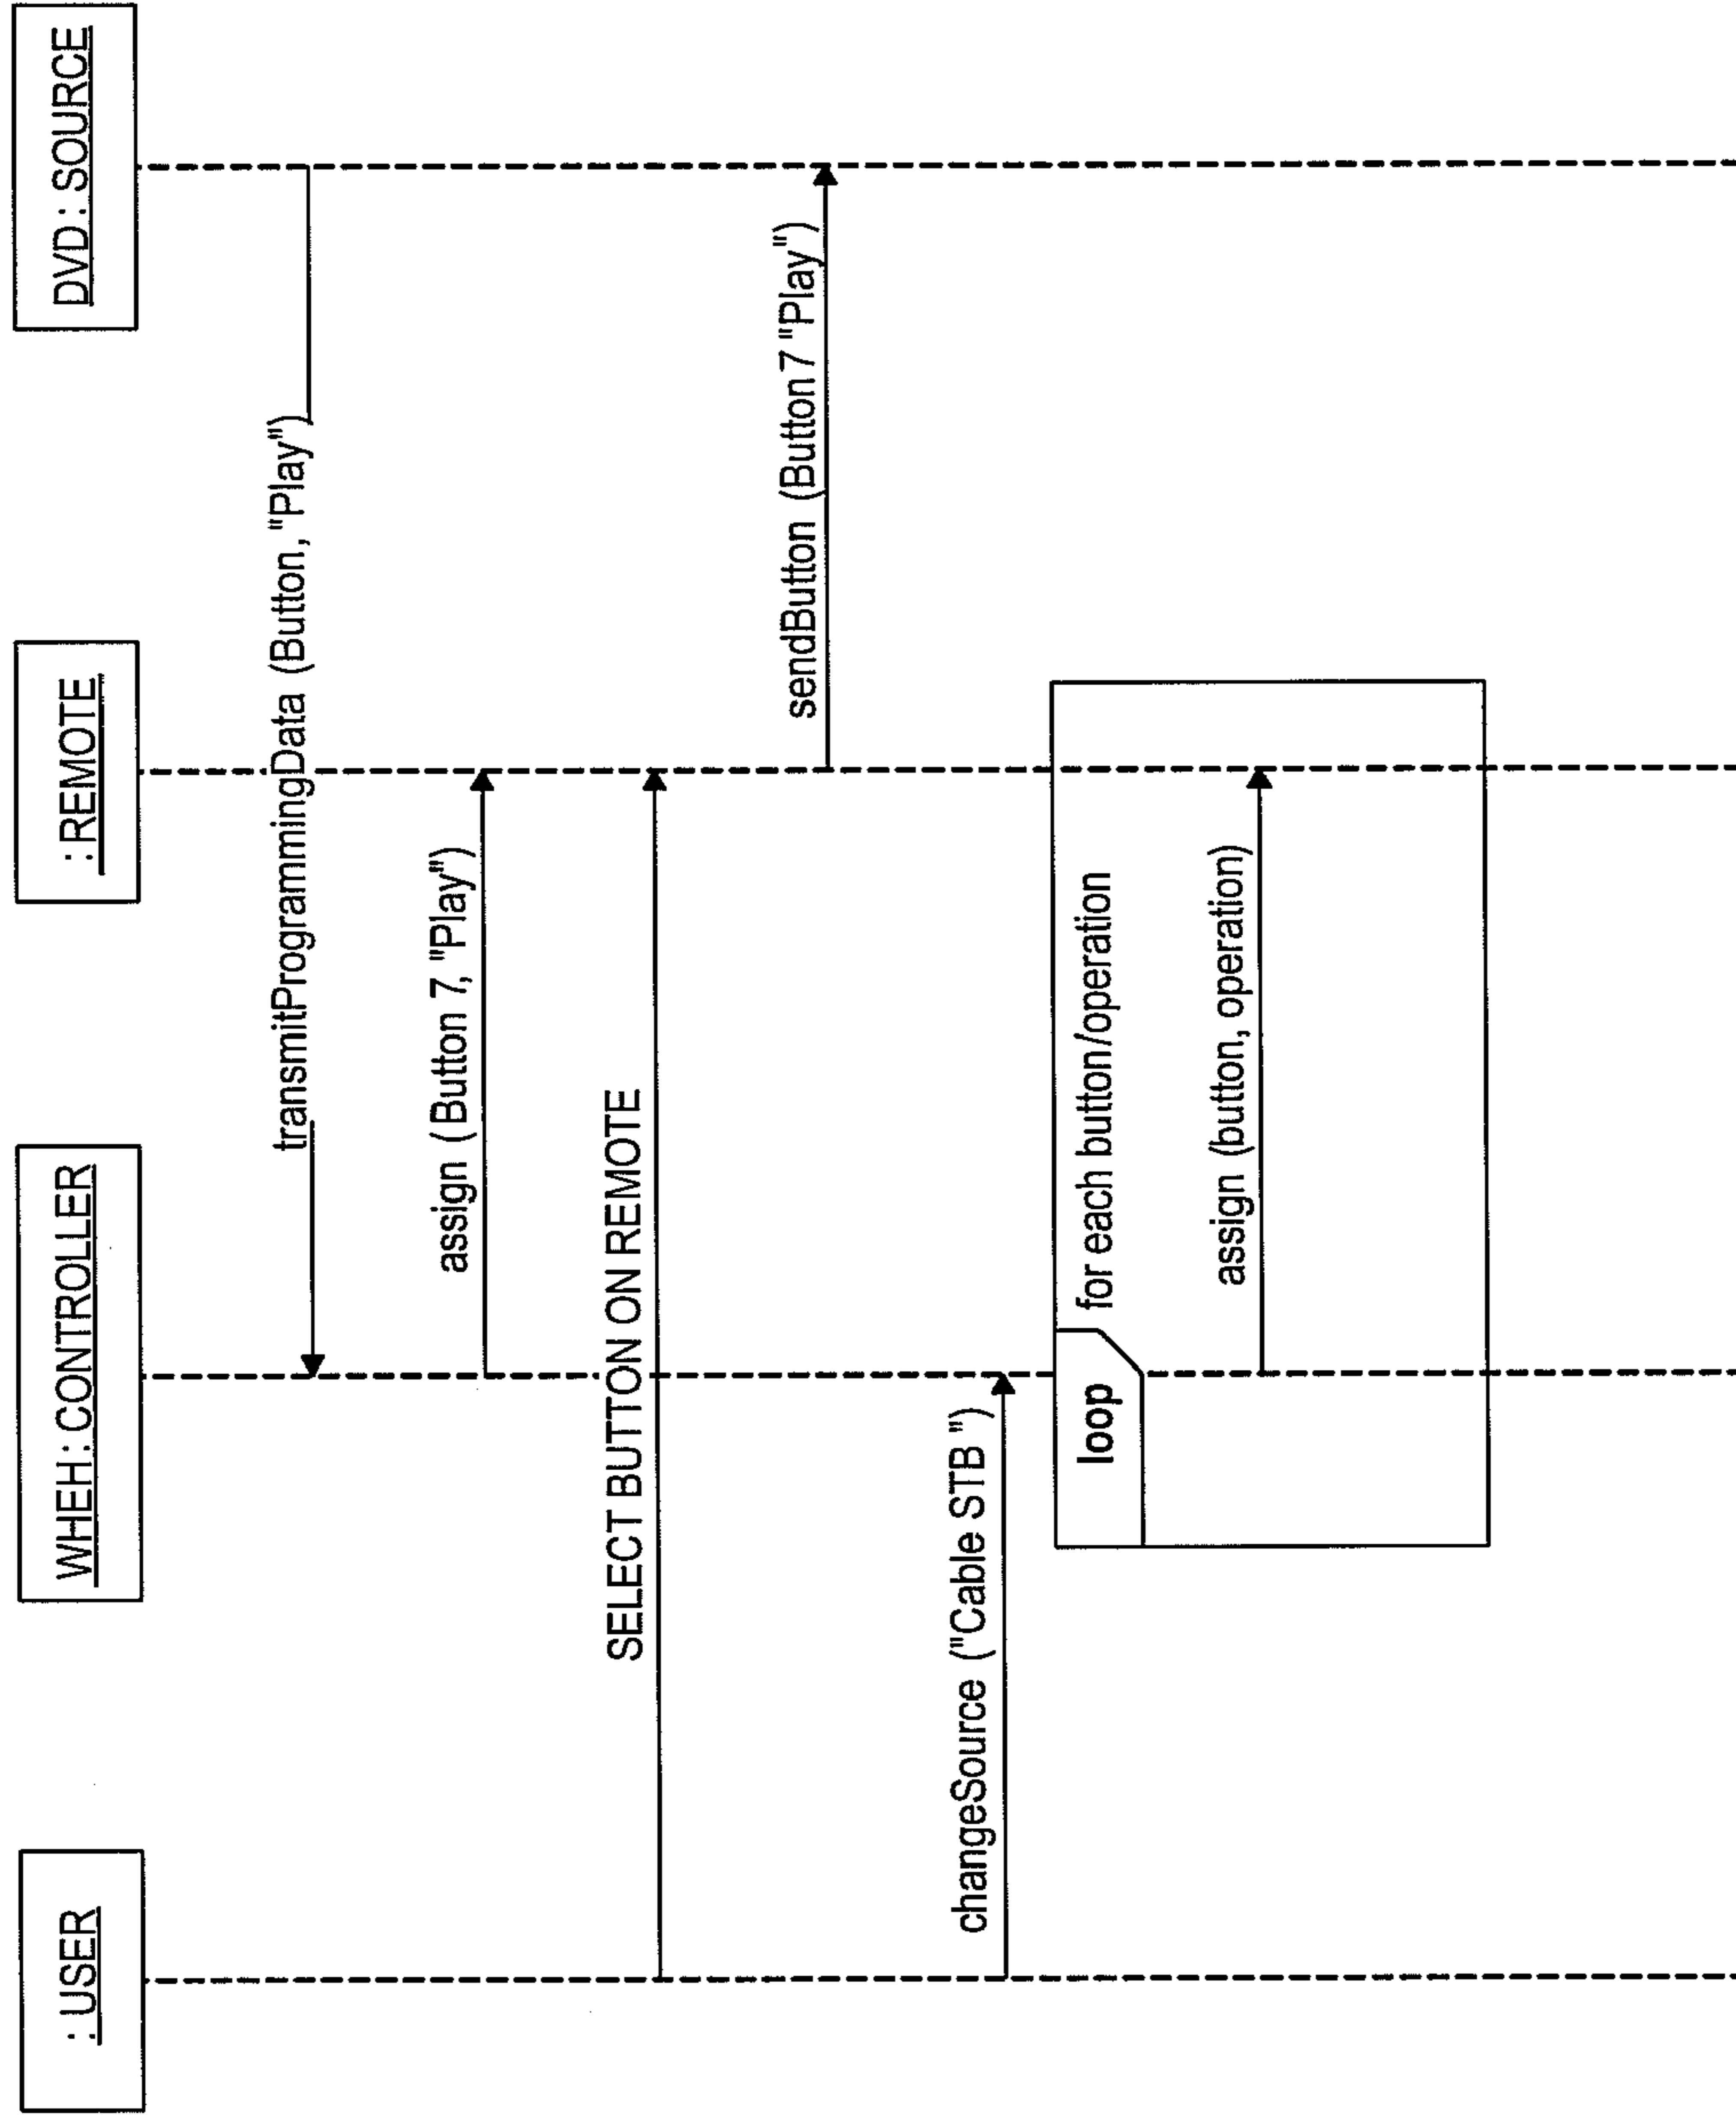 : USER
WHEH : CONTROLLER
: REMOTE
DVD : SOURCE
transmitProgrammingData (Button, "Play")
assign (Button 7, "Play")
SELECT BUTTON ON REMOTE
sendButton (Button 7 "Play")
changeSource ("Cable STB ")
loop
for each button/operation
assign (button, operation)